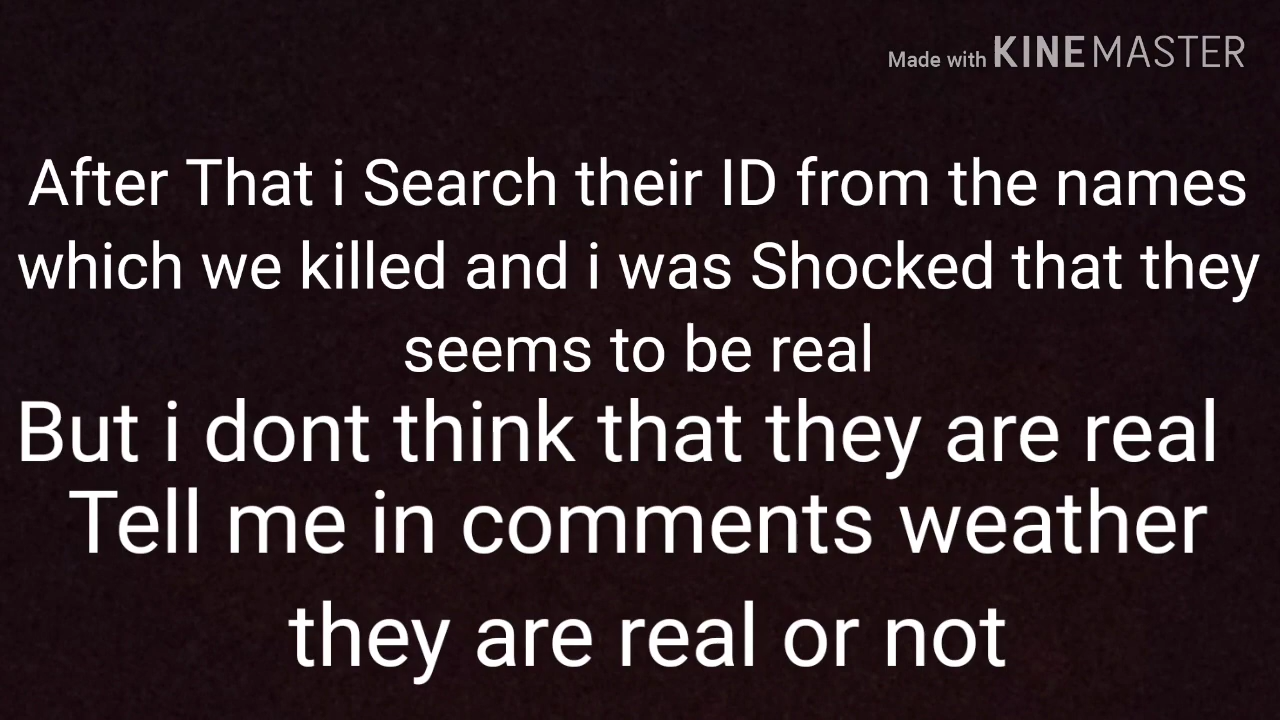 Made with KINEMASTER
After That i Search their ID from the names
which we killed and i was Shocked that they
seems to be real
But i dont think that they are real
Tell me in comments weather
they are real or not